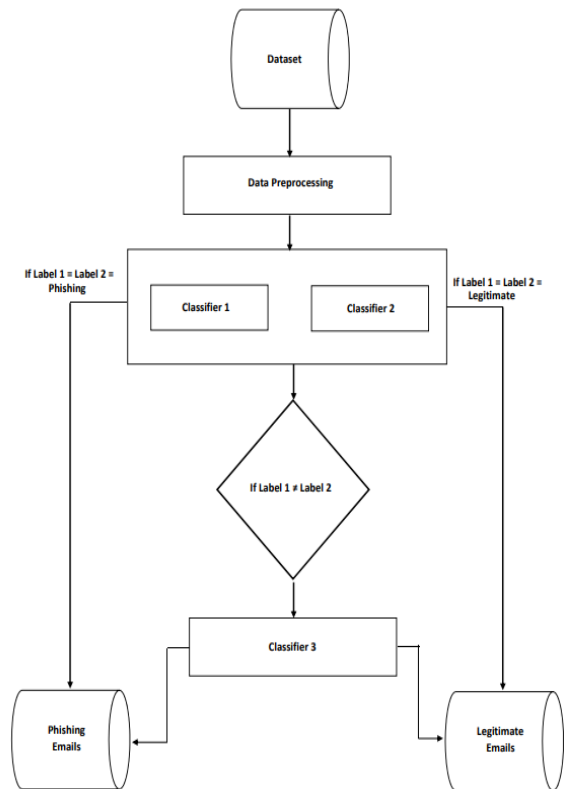 Dataset
Data Preprocessing
If Label 1 = Label 2 =
Phishing
If Label 1 = Label 2 =
Legitimate
Classifier 1
Classifier 2
If Label 1 ≠ Label 2
Classifier 3
Phishing
Emails
Legitimate
Emails